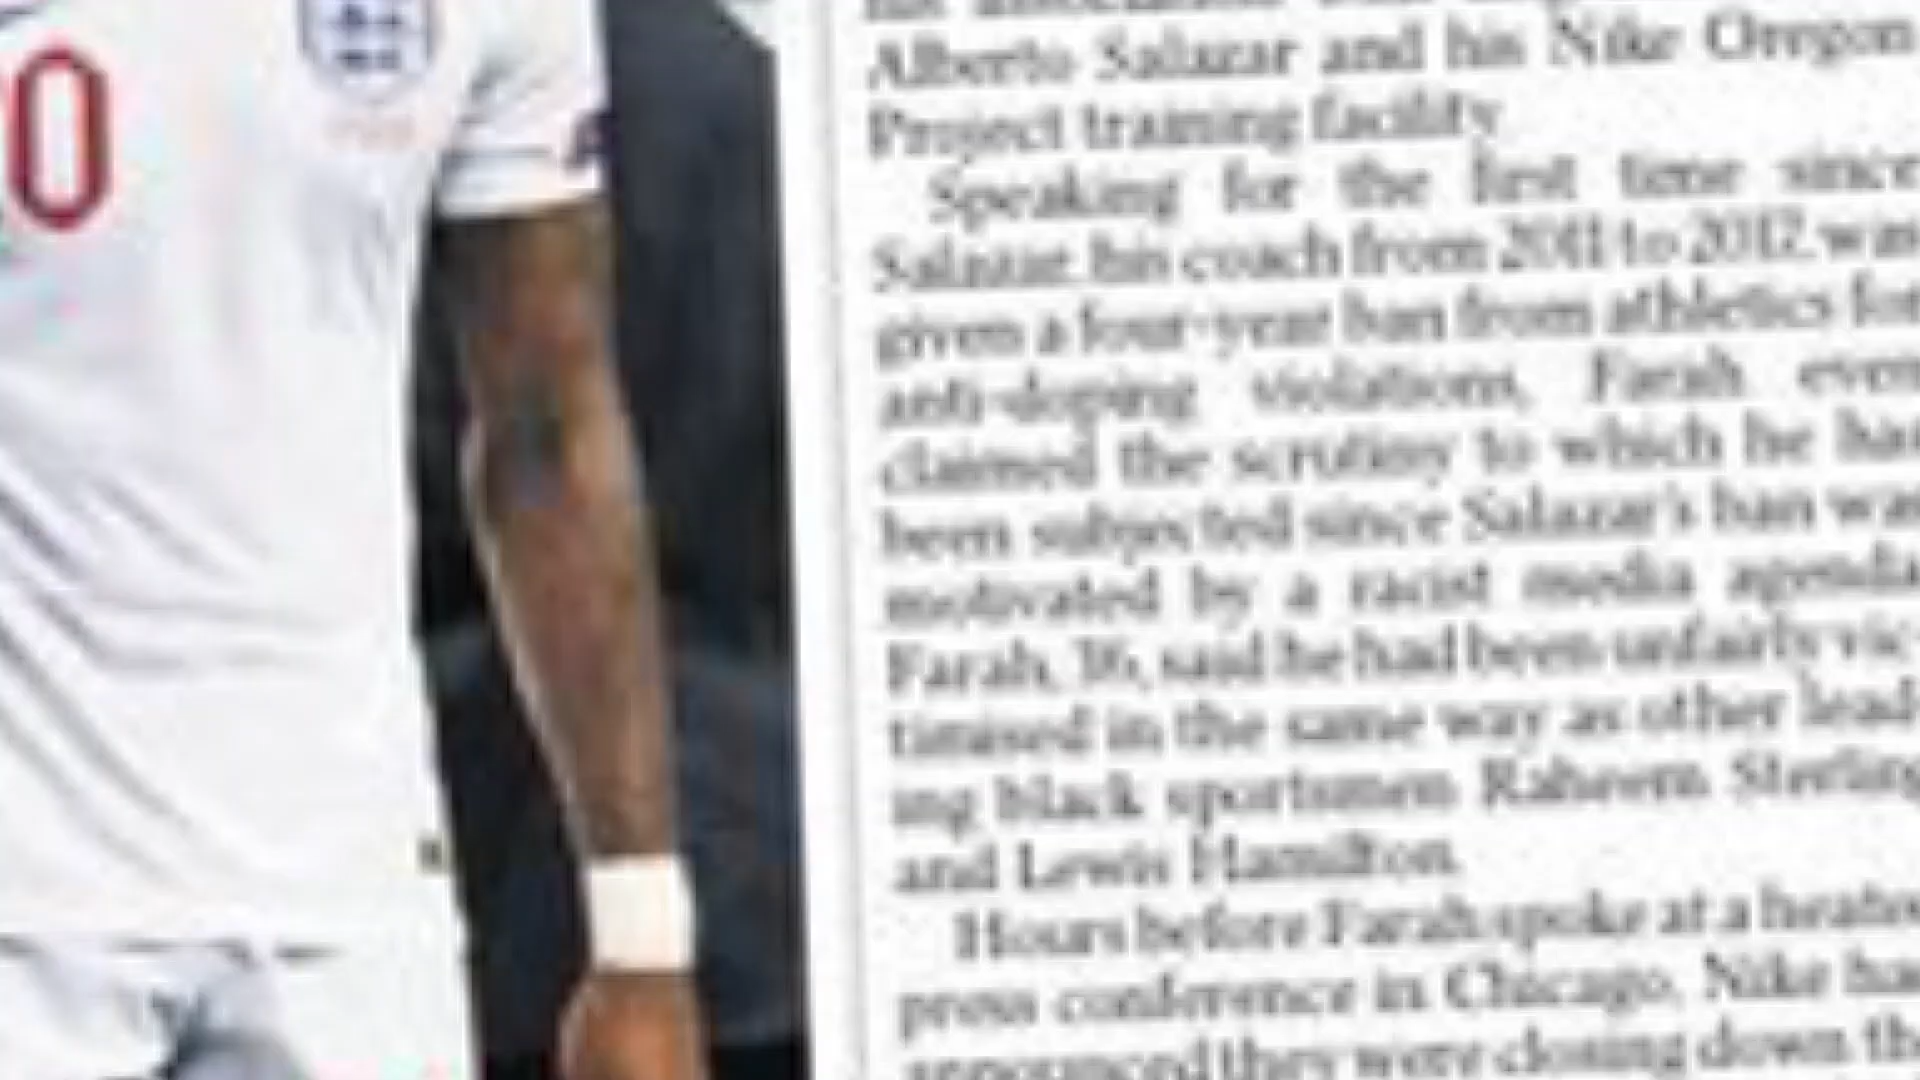 0
Alberto Salazar and his Nike Oregon
Project training facility
Speaking for the first time since
Salazar, his coach from 2011 to 2017, was
given a four-year ban from athletics for
anti-doping violations, Farah even
claimed the scrutiny to which he has
been subjected since Salazar's ban was
motivated by a racist media agenda
Farah, 36, said he had been unfairly vic-
timised in the same way as other lead-
ing black sportsmen Raheem Sterling
and Lewis Hamilton.
Hours before Farah spoke at a heated
press conference in Chicago, Nike had
announced they were closing down the